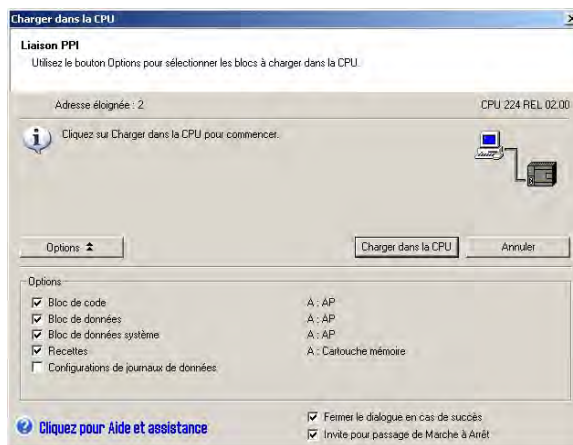 Charger dans la CPU
Liaison PPI
Utilisez le bouton Options pour sélectionner les blocs à charger dans la CPU.
Adresse éloignée : 2 CPU 224 REL 02.00
Cliquez sur Charger dans la CPU pour commencer.
Options Charger dans la CPU Annuler
Options
Bloc de code A : AP
Bloc de données A : AP
Bloc de données système A : AP
Recettes A : Cartouche mémoire
Configurations de journaux de données
Cliquez pour Aide et assistance
Fermer le dialogue en cas de succès
Invite pour passage de Marche à Arrêt